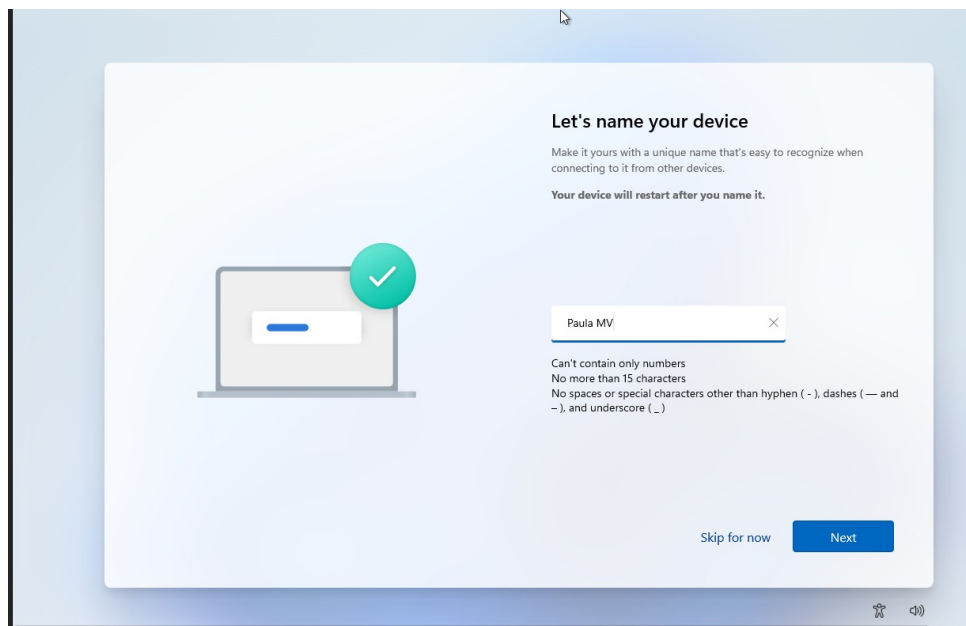 Let's name your device
Make it yours with a unique name that's easy to recognize when
connecting to it from other devices.
Your device will restart after you name it.
Paula MV
Can't contain only numbers
No more than 15 characters
No spaces or special characters other than hyphen ( - ), dashes ( — and
– ), and underscore ( _ )
Skip for now
Next